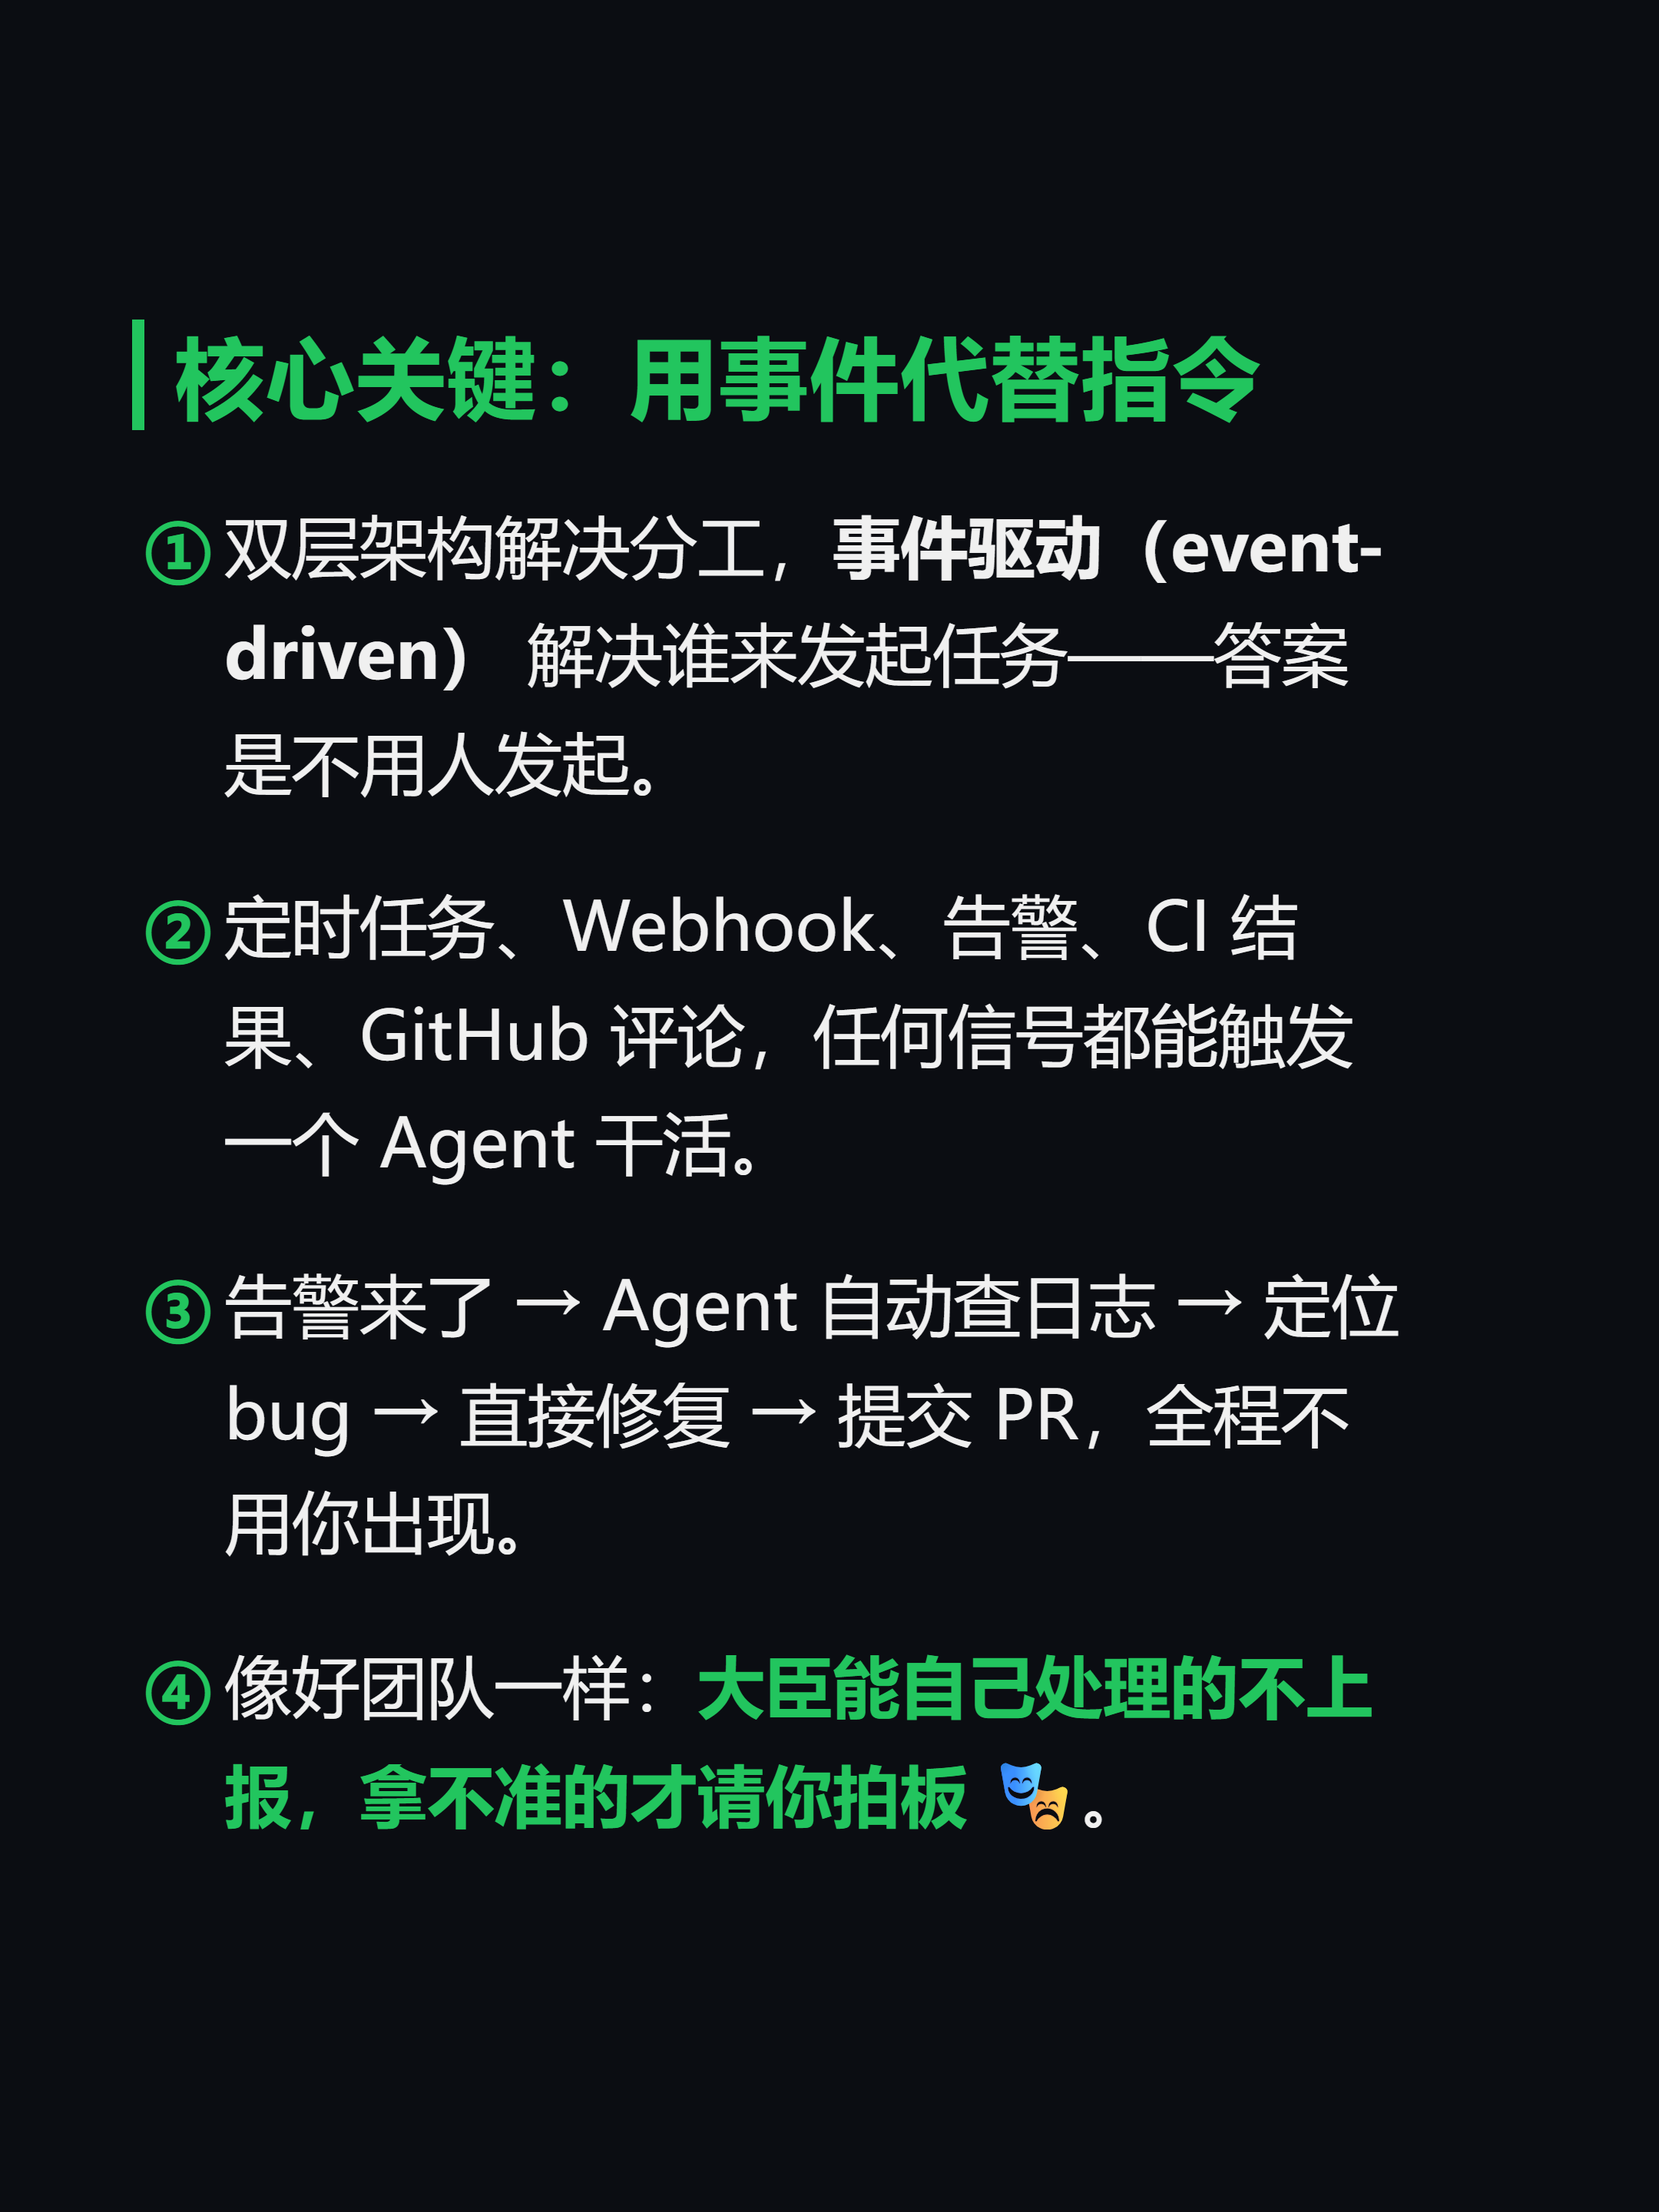 核心关键：用事件代替指令
① 双层架构解决分工，事件驱动（event-
driven） 解决谁来发起任务——答案
是不用人发起。
② 定时任务、Webhook、告警、CI 结
果、GitHub 评论，任何信号都能触发
一个 Agent 干活。
③ 告警来了 → Agent 自动查日志 → 定位
bug → 直接修复 → 提交 PR，全程不
用你出现。
④ 像好团队一样：大臣能自己处理的不上
报，拿不准的才请你拍板 🎭。